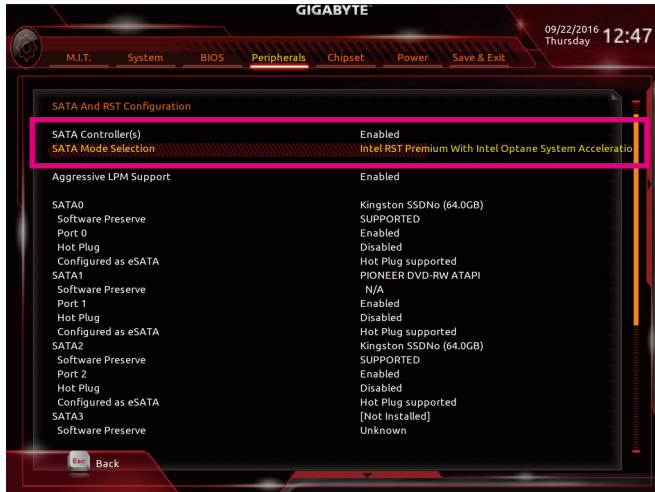 GIGABYTE™
09/22/2016 12:47
Thursday
M.I.T. System BIOS Peripherals Chipset Power Save & Exit
SATA And RST Configuration
SATA Controller(s) Enabled
SATA Mode Selection Intel RST Premium With Intel Optane System Acceleratio
Aggressive LPM Support Enabled
SATA0 Kingston SSDNo (64.0GB)
Software Preserve SUPPORTED
Port 0 Enabled
Hot Plug Disabled
Configured as eSATA Hot Plug supported
SATA1 PIONEER DVD-RW ATAPI
Software Preserve N/A
Port 1 Enabled
Hot Plug Disabled
Configured as eSATA Hot Plug supported
SATA2 Kingston SSDNo (64.0GB)
Software Preserve SUPPORTED
Port 2 Enabled
Hot Plug Disabled
Configured as eSATA Hot Plug supported
SATA3 [Not Installed]
Software Preserve Unknown
Esc Back